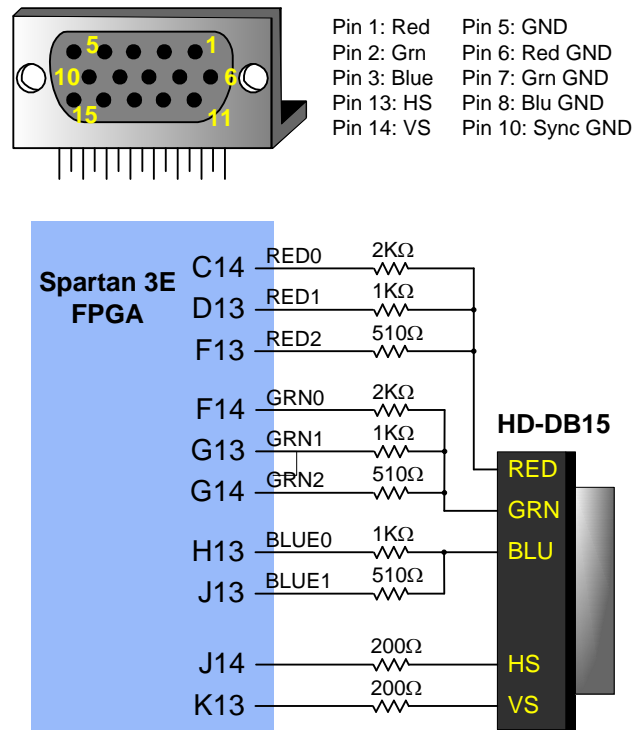 5 1
10 6
15 11
Pin 1: Red Pin 5: GND
Pin 2: Grn Pin 6: Red GND
Pin 3: Blue Pin 7: Grn GND
Pin 13: HS Pin 8: Blu GND
Pin 14: VS Pin 10: Sync GND
Spartan 3E
FPGA
C14 RED0 2KΩ
D13 RED1 1KΩ
F13 RED2 510Ω
F14 GRN0 2KΩ
G13 GRN1 1KΩ
G14 GRN2 510Ω
H13 BLUE0 1KΩ
J13 BLUE1 510Ω
J14 200Ω
K13 200Ω
HD-DB15
RED
GRN
BLU
HS
VS